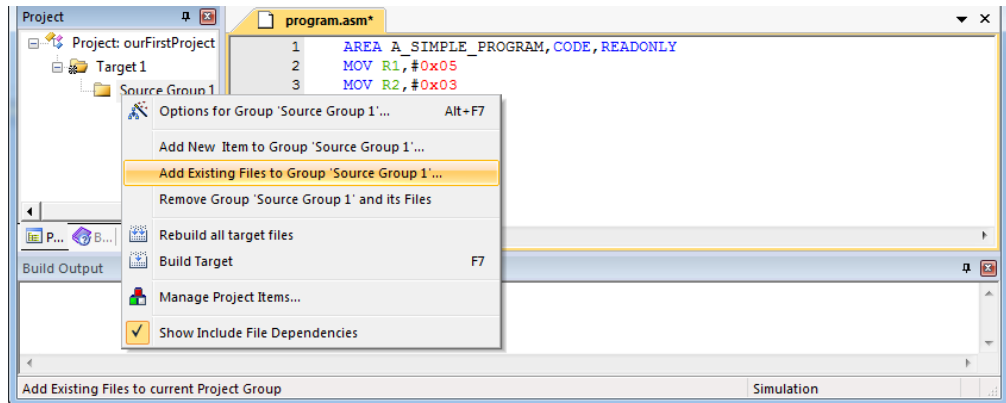 Project
program.asm*
Project: ourFirstProject
Target 1
Source Group 1
1 AREA A_SIMPLE_PROGRAM,CODE,READONLY
2 MOV R1,#0x05
3 MOV R2,#0x03
Options for Group 'Source Group 1'... Alt+F7
Add New Item to Group 'Source Group 1'...
Add Existing Files to Group 'Source Group 1'...
Remove Group 'Source Group 1' and its Files
Rebuild all target files
Build Target F7
Manage Project Items...
Show Include File Dependencies
P... B...
Build Output
Add Existing Files to current Project Group Simulation